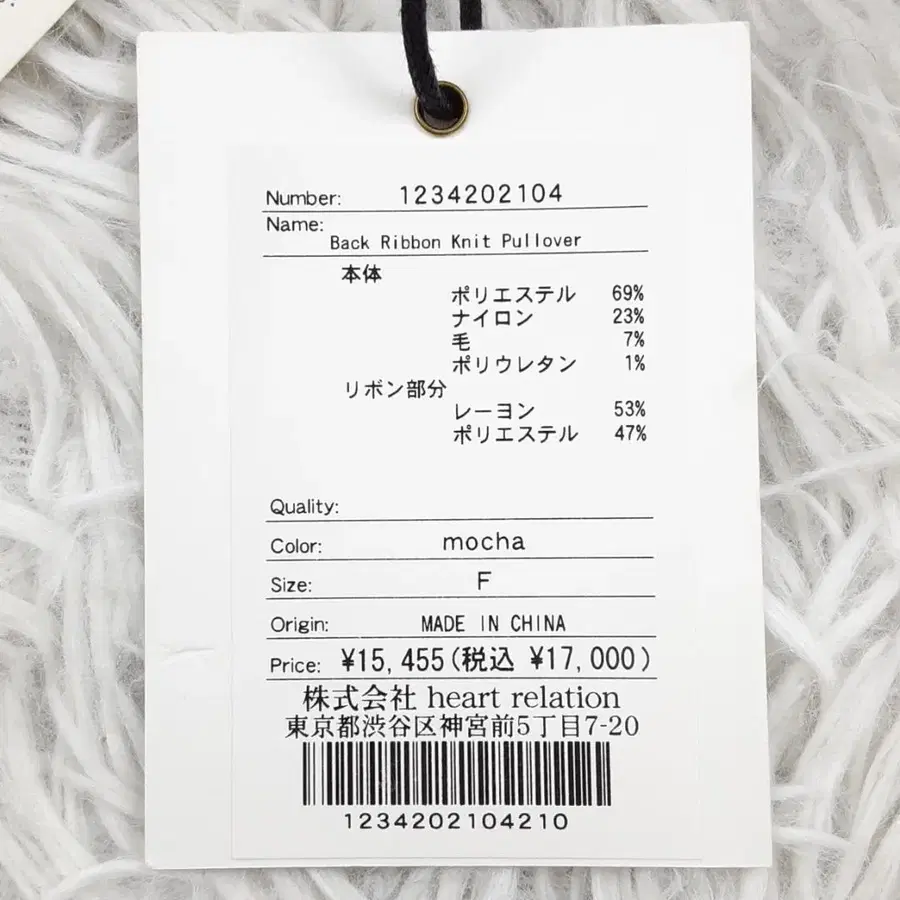 Number: 1234202104
Name:
Back Ribbon Knit Pullover
本体
ポリエステル 69%
ナイロン 23%
毛 7%
ポリウレタン 1%
リボン部分
レーヨン 53%
ポリエステル 47%
Quality:
Color: mocha
Size: F
Origin: MADE IN CHINA
Price: ¥15,455(税込 ¥17,000)
株式会社 heart relation
東京都渋谷区神宮前5丁目7-20
1234202104210